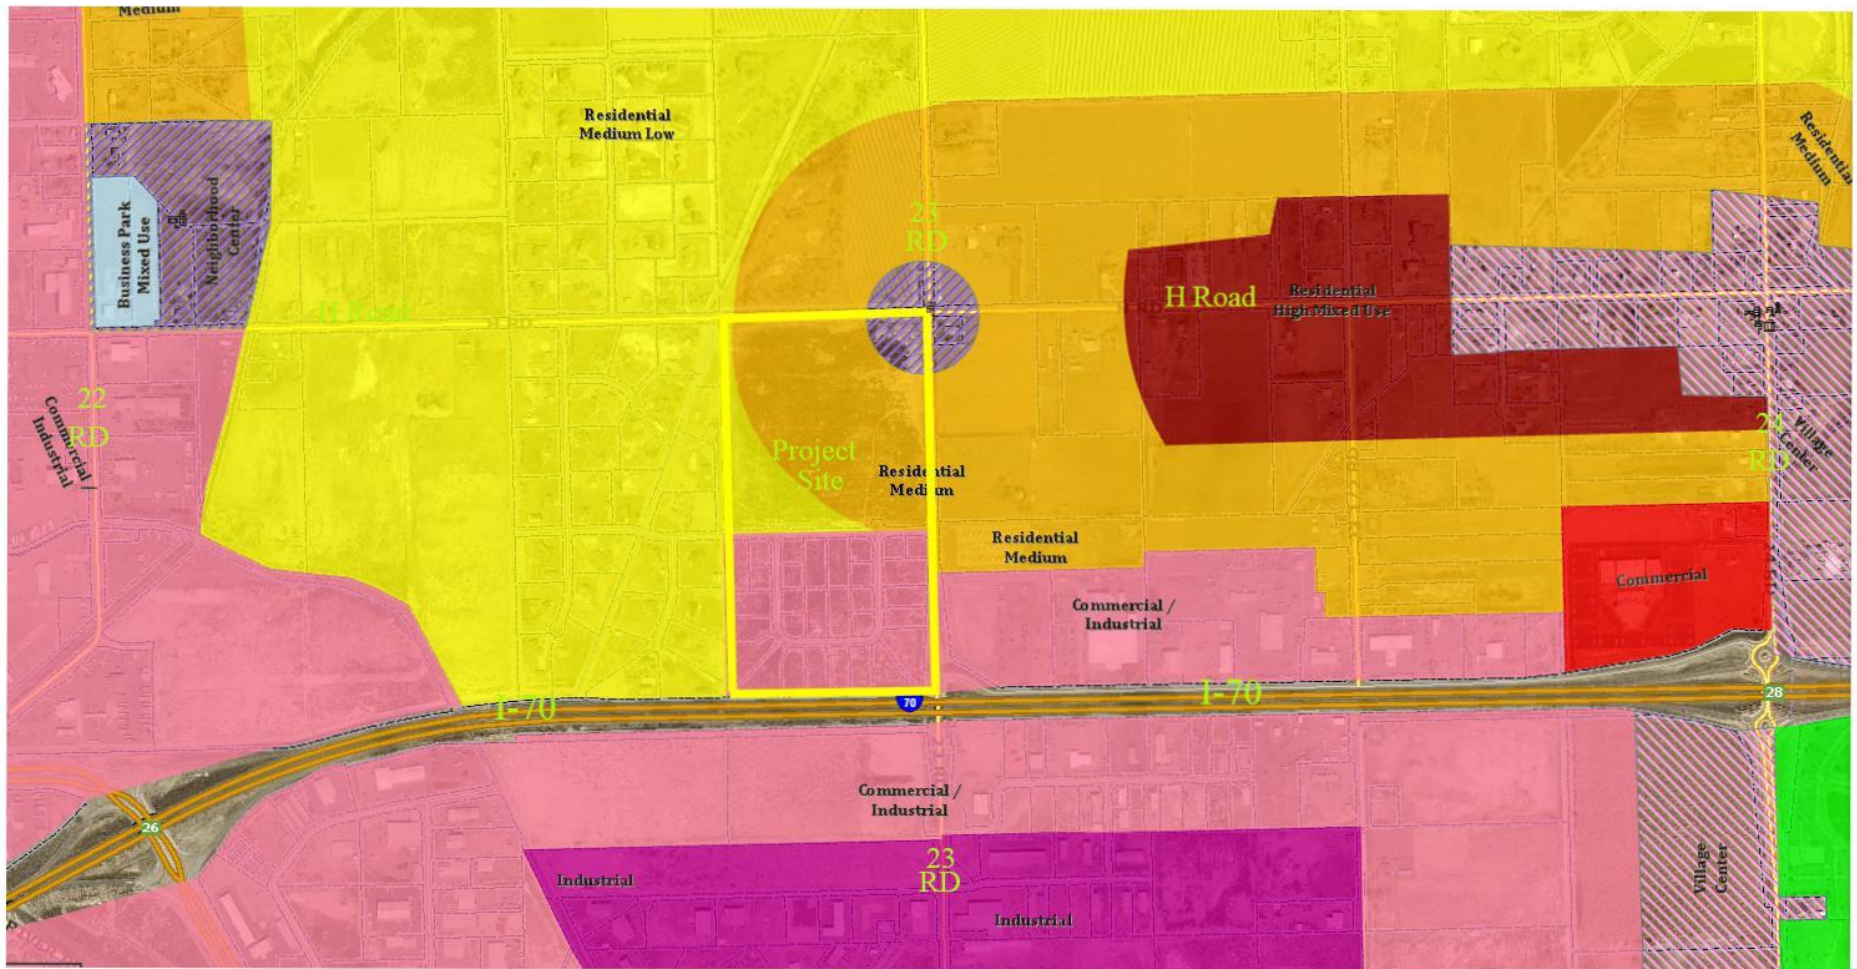 Medium
Residential
Medium Low
Residential
Medium
Business Park
Mixed Use
Neighborhood
Center
23
RD
H Road
H Road
Residential
High Mixed Use
22
RD
Commercial /
Industrial
Project
Site
Residential
Medium
24
RD
Village
Center
Residential
Medium
Commercial
Commercial /
Industrial
I-70
70
I-70
28
Commercial /
Industrial
26
23
RD
Village
Center
Industrial
Industrial